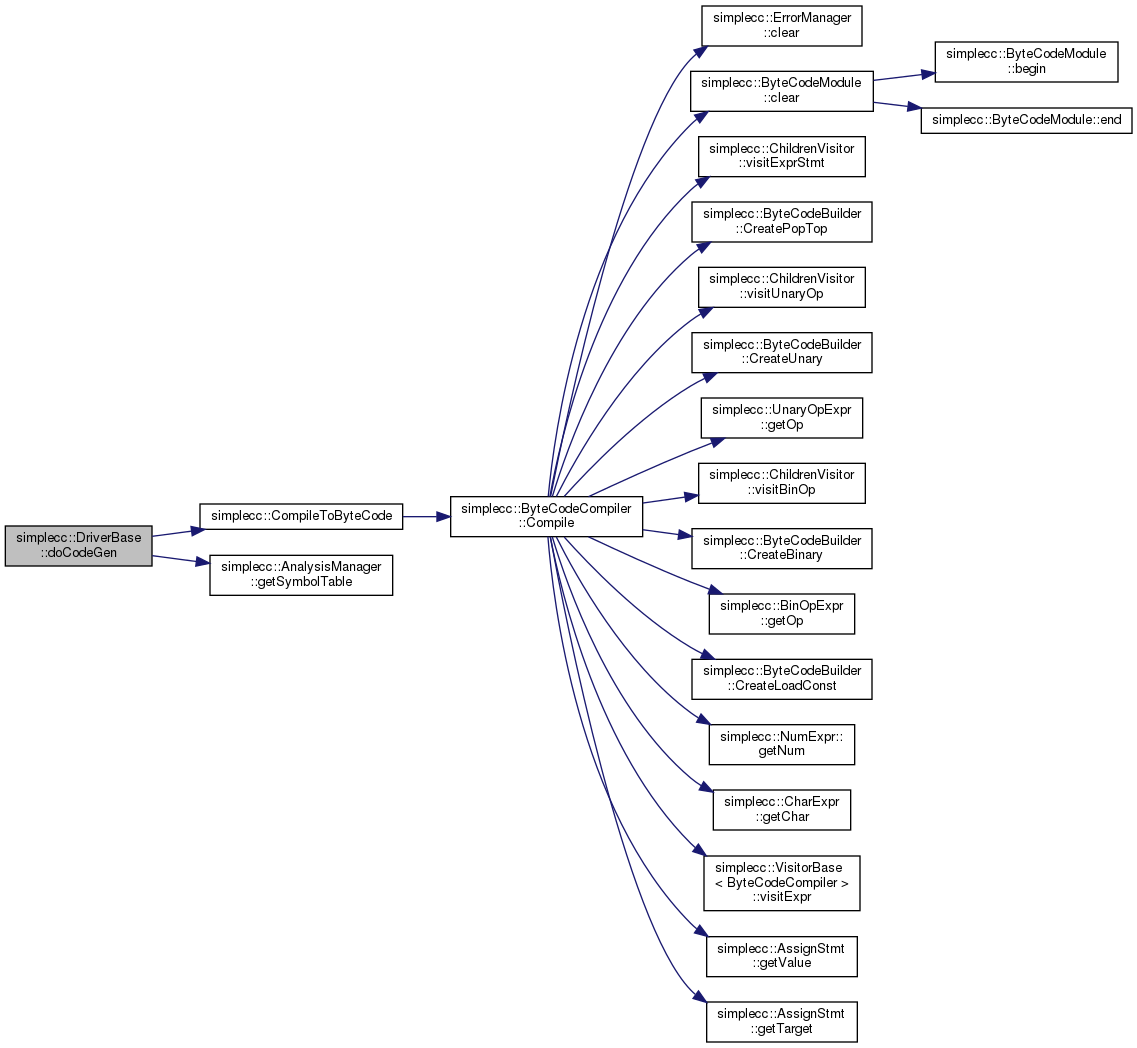 simplecc::DriverBase
::doCodeGen
simplecc::CompileToByteCode
simplecc::AnalysisManager
::getSymbolTable
simplecc::ByteCodeCompiler
::Compile
simplecc::ErrorManager
::clear
simplecc::ByteCodeModule
::clear
simplecc::ByteCodeModule
::begin
simplecc::ByteCodeModule::end
simplecc::ChildrenVisitor
::visitExprStmt
simplecc::ByteCodeBuilder
::CreatePopTop
simplecc::ChildrenVisitor
::visitUnaryOp
simplecc::ByteCodeBuilder
::CreateUnary
simplecc::UnaryOpExpr
::getOp
simplecc::ChildrenVisitor
::visitBinOp
simplecc::ByteCodeBuilder
::CreateBinary
simplecc::BinOpExpr
::getOp
simplecc::ByteCodeBuilder
::CreateLoadConst
simplecc::NumExpr::
getNum
simplecc::CharExpr
::getChar
simplecc::VisitorBase
< ByteCodeCompiler >
::visitExpr
simplecc::AssignStmt
::getValue
simplecc::AssignStmt
::getTarget